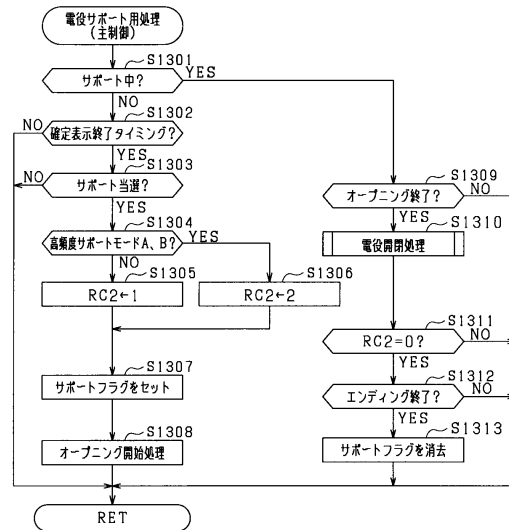 電役サポート用処理
(主制御)
S1301
サポート中?
YES
NO
S1302
NO
確定表示終了タイミング?
YES
S1303
NO
サポート当選?
YES
S1304
高頻度サポートモードA、B?
YES
NO
S1305
RC2←1
S1306
RC2←2
S1307
サポートフラグをセット
S1308
オープニング開始処理
RET
S1309
オープニング終了?
NO
YES
S1310
電役開閉処理
S1311
RC2=0?
NO
YES
S1312
エンディング終了?
NO
YES
S1313
サポートフラグを消去